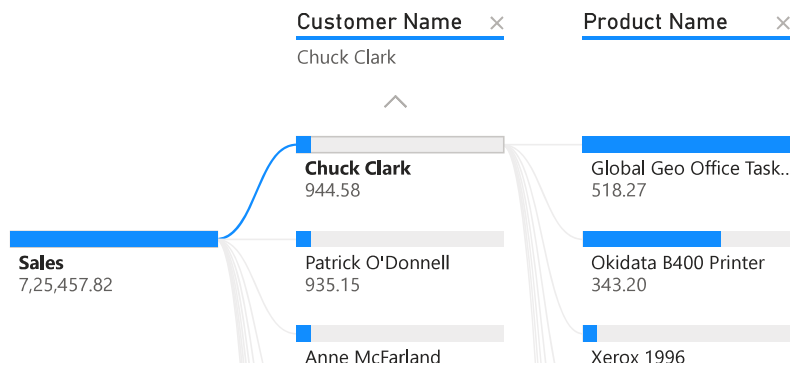 Customer Name
Product Name
Chuck Clark
Chuck Clark
944.58
Global Geo Office Task..
518.27
Sales
7,25,457.82
Patrick O'Donnell
935.15
Okidata B400 Printer
343.20
Anne McFarland
Xerox 1996